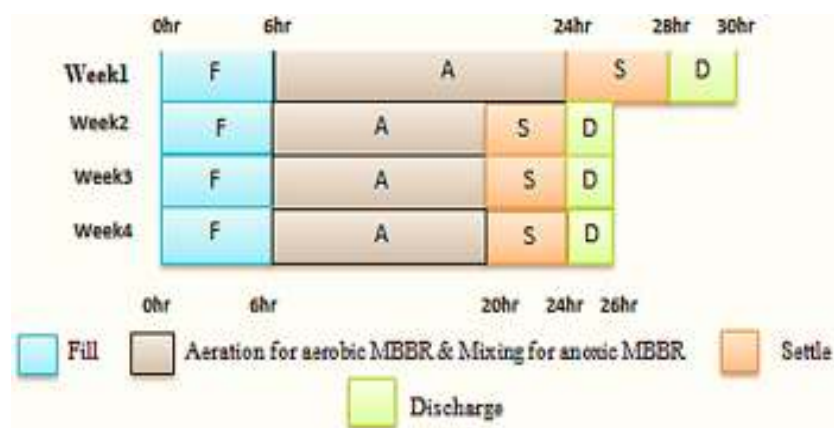 0hr 6hr 24hr 28hr 30hr
Week1 F A S D
Week2 F A S D
Week3 F A S D
Week4 F A S D
0hr 6hr 20hr 24hr 26hr
Fill Aeration for aerobic MBBR & Mixing for anoxic MBBR Settle
Discharge